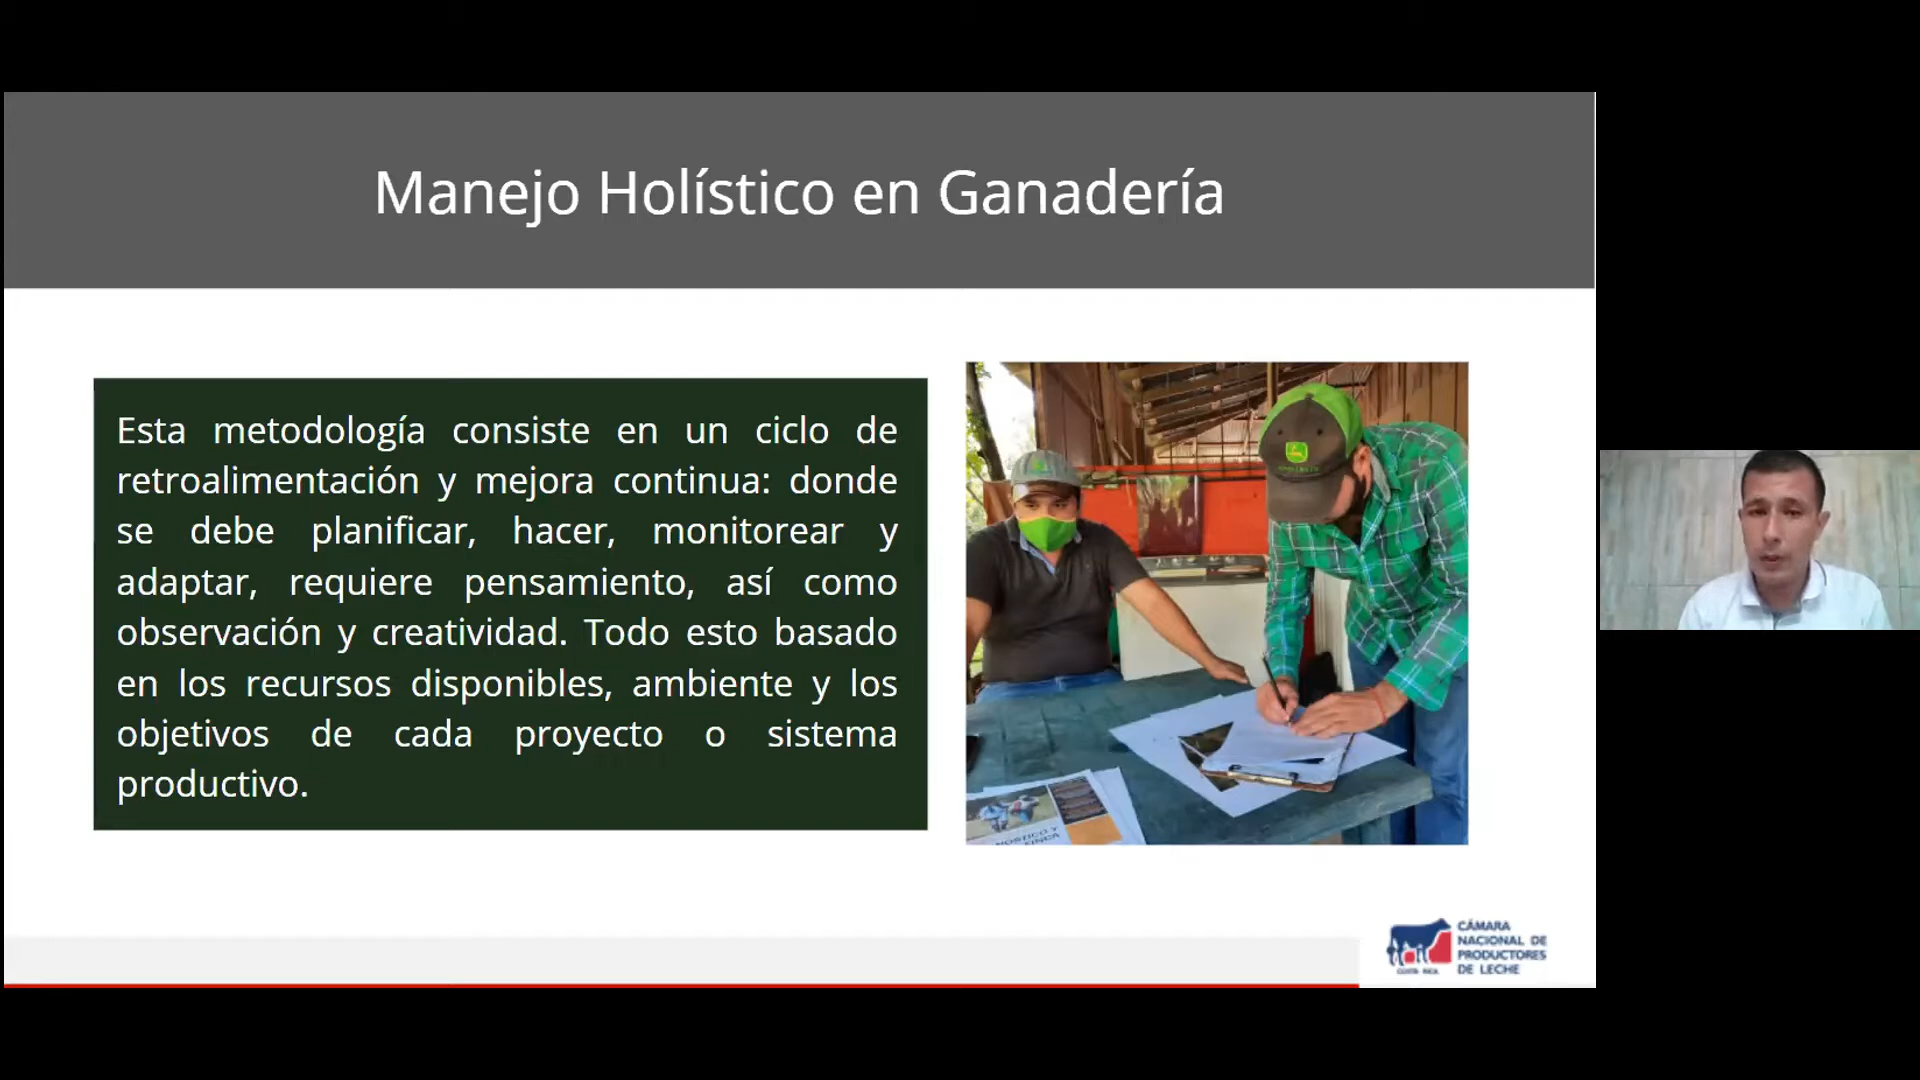 Manejo Holístico en Ganadería
Esta metodología consiste en un ciclo de
retroalimentación y mejora continua: donde
se debe planificar, hacer, monitorear y
adaptar, requiere pensamiento, así como
observación y creatividad. Todo esto basado
en los recursos disponibles, ambiente y los
objetivos de cada proyecto o sistema
productivo.
CÁMARA
NACIONAL DE
PRODUCTORES
DE LECHE
COSTA RICA